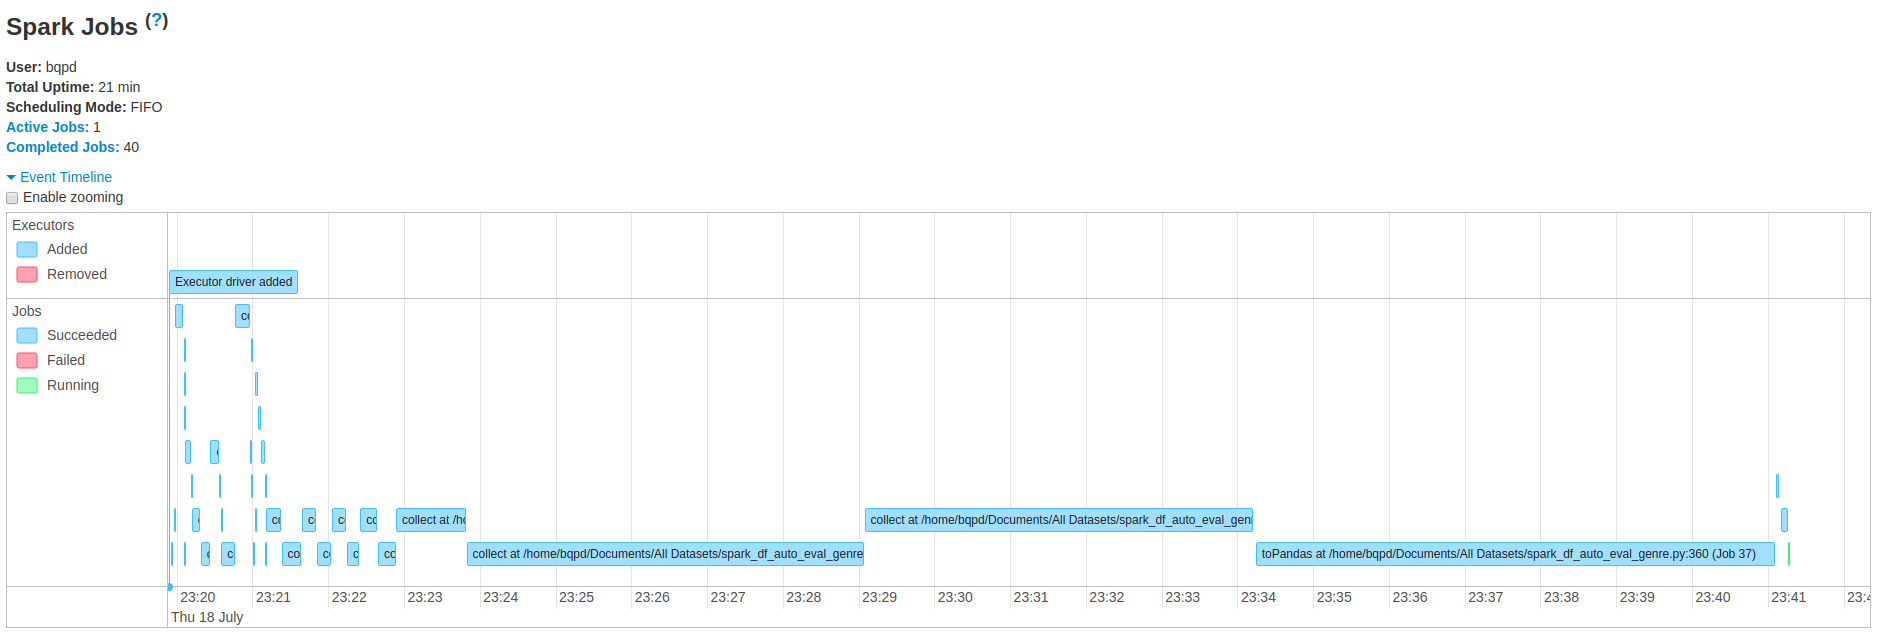 Spark Jobs (?)
User: bqpd
Total Uptime: 21 min
Scheduling Mode: FIFO
Active Jobs: 1
Completed Jobs: 40
Event Timeline
Enable zooming
Executors
Added
Removed
Executor driver added
Jobs
Succeeded
Failed
Running
co
c
c
co c co co collect at /ho collect at /home/bqpd/Documents/All Datasets/spark_df_auto_eval_gen
c c co c c co collect at /home/bqpd/Documents/All Datasets/spark_df_auto_eval_genre toPandas at /home/bqpd/Documents/All Datasets/spark_df_auto_eval_genre.py:360 (Job 37)
23:20 23:21 23:22 23:23 23:24 23:25 23:26 23:27 23:28 23:29 23:30 23:31 23:32 23:33 23:34 23:35 23:36 23:37 23:38 23:39 23:40 23:41
Thu 18 July